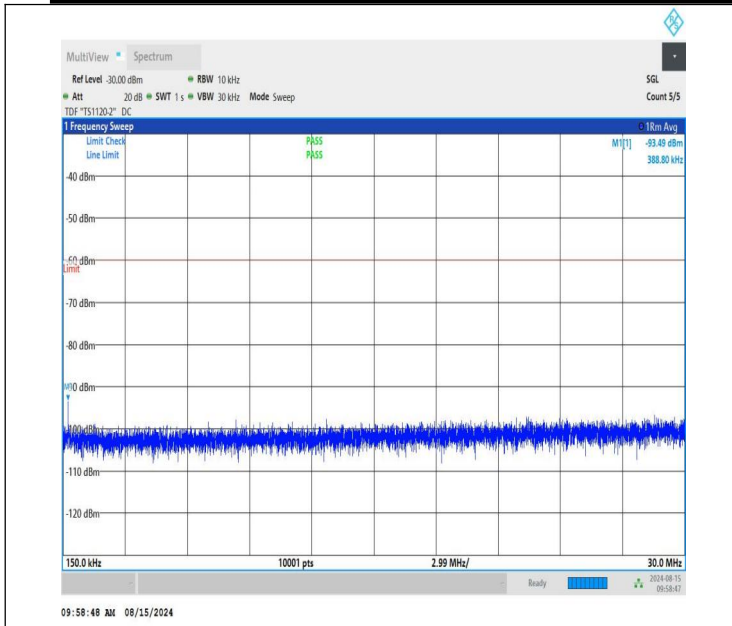 MultiView Spectrum
Ref Level -30.00 dBm RBW 10 kHz SGL
Att 20 dB SWT 1 s VBW 30 kHz Mode Sweep Count 5/5
TDF "TS1120-2" DC
1 Frequency Sweep 1Rm Avg
Limit Check PASS M1[1] -93.49 dBm
Line Limit PASS 388.80 kHz
-40 dBm
-50 dBm
-60 dBm
Limit
-70 dBm
-80 dBm
M1
-100 dBm
-110 dBm
-120 dBm
150.0 kHz 10001 pts 2.99 MHz/ 30.0 MHz
Ready 2024-08-15
09:58:47
09:58:48 AM 08/15/2024